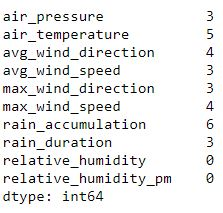 air_pressure 3
air_temperature 5
avg_wind_direction 4
avg_wind_speed 3
max_wind_direction 3
max_wind_speed 4
rain_accumulation 6
rain_duration 3
relative_humidity 0
relative_humidity_pm 0
dtype: int64